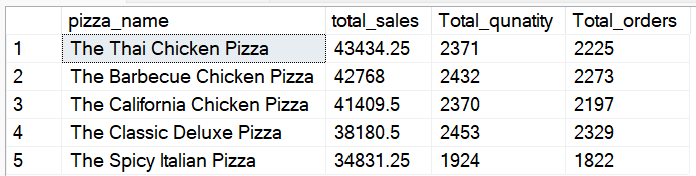 pizza_name total_sales Total_qunatity Total_orders
1 The Thai Chicken Pizza 43434.25 2371 2225
2 The Barbecue Chicken Pizza 42768 2432 2273
3 The California Chicken Pizza 41409.5 2370 2197
4 The Classic Deluxe Pizza 38180.5 2453 2329
5 The Spicy Italian Pizza 34831.25 1924 1822